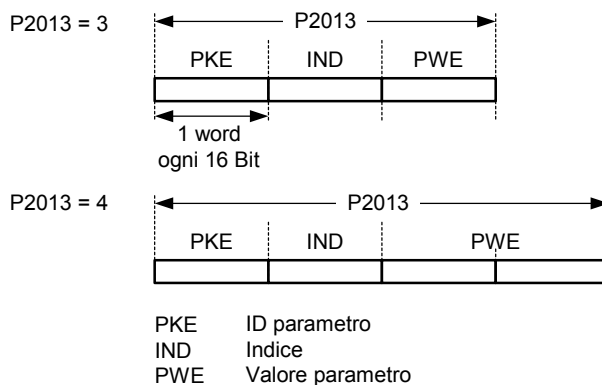 P2013 = 3
P2013
PKE IND PWE
1 word
ogni 16 Bit
P2013 = 4
P2013
PKE IND PWE
PKE ID parametro
IND Indice
PWE Valore parametro